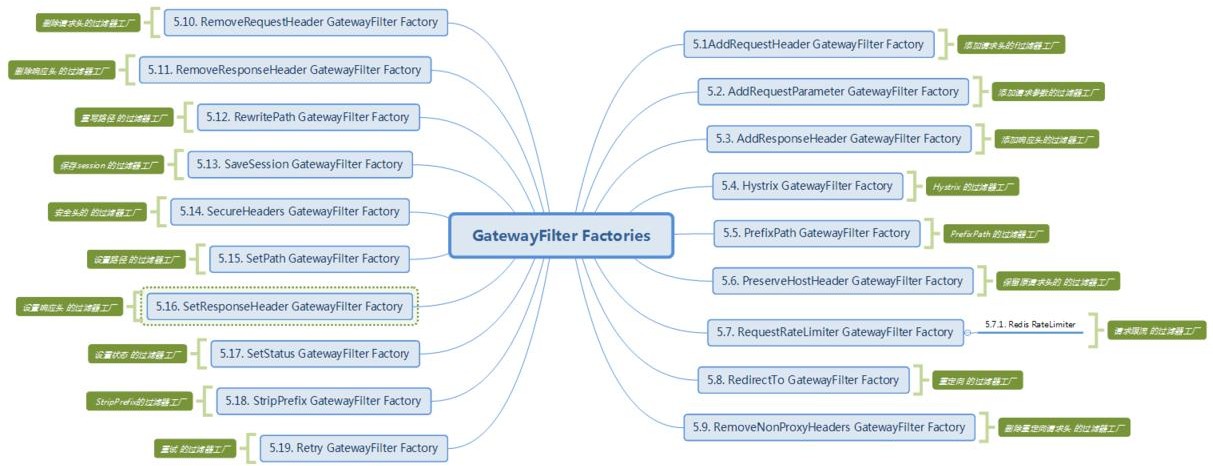 GatewayFilter Factories
5.1AddRequestHeader GatewayFilter Factory
添加请求头的f过滤器工厂
5.2. AddRequestParameter GatewayFilter Factory
添加请求参数的过滤器工厂
5.3. AddResponseHeader GatewayFilter Factory
添加响应头的过滤器工厂
5.4. Hystrix GatewayFilter Factory
Hystrix 的过滤器工厂
5.5. PrefixPath GatewayFilter Factory
PrefixPath 的过滤器工厂
5.6. PreserveHostHeader GatewayFilter Factory
保留原请求头的 的过滤器工厂
5.7. RequestRateLimiter GatewayFilter Factory
5.7.1. Redis RateLimiter
请求限流 的过滤器工厂
5.8. RedirectTo GatewayFilter Factory
重定向 的过滤器工厂
5.9. RemoveNonProxyHeaders GatewayFilter Factory
删除重定向请求头 的过滤器工厂
5.10. RemoveRequestHeader GatewayFilter Factory
删除请求头的过滤器工厂
5.11. RemoveResponseHeader GatewayFilter Factory
删除响应头 的过滤器工厂
5.12. RewritePath GatewayFilter Factory
重写路径 的过滤器工厂
5.13. SaveSession GatewayFilter Factory
保存session 的过滤器工厂
5.14. SecureHeaders GatewayFilter Factory
安全头的 的过滤器工厂
5.15. SetPath GatewayFilter Factory
设置路径 的过滤器工厂
5.16. SetResponseHeader GatewayFilter Factory
设置响应头 的过滤器工厂
5.17. SetStatus GatewayFilter Factory
设置状态 的过滤器工厂
5.18. StripPrefix GatewayFilter Factory
StripPrefix的过滤器工厂
5.19. Retry GatewayFilter Factory
重试 的过滤器工厂